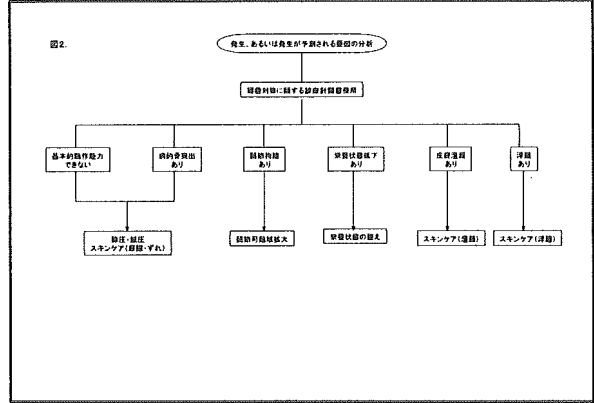 図2.
発生、あるいは発生が予測される要因の分析
褥瘡対策に関する診療計画書使用
基本的動作能力
できない
病的骨突出
あり
関節拘縮
あり
栄養状態低下
あり
皮膚湿潤
あり
浮腫
あり
除圧・減圧
スキンケア(摩擦・ずれ)
関節可動域拡大
栄養状態の整え
スキンケア(湿潤)
スキンケア(浮腫)